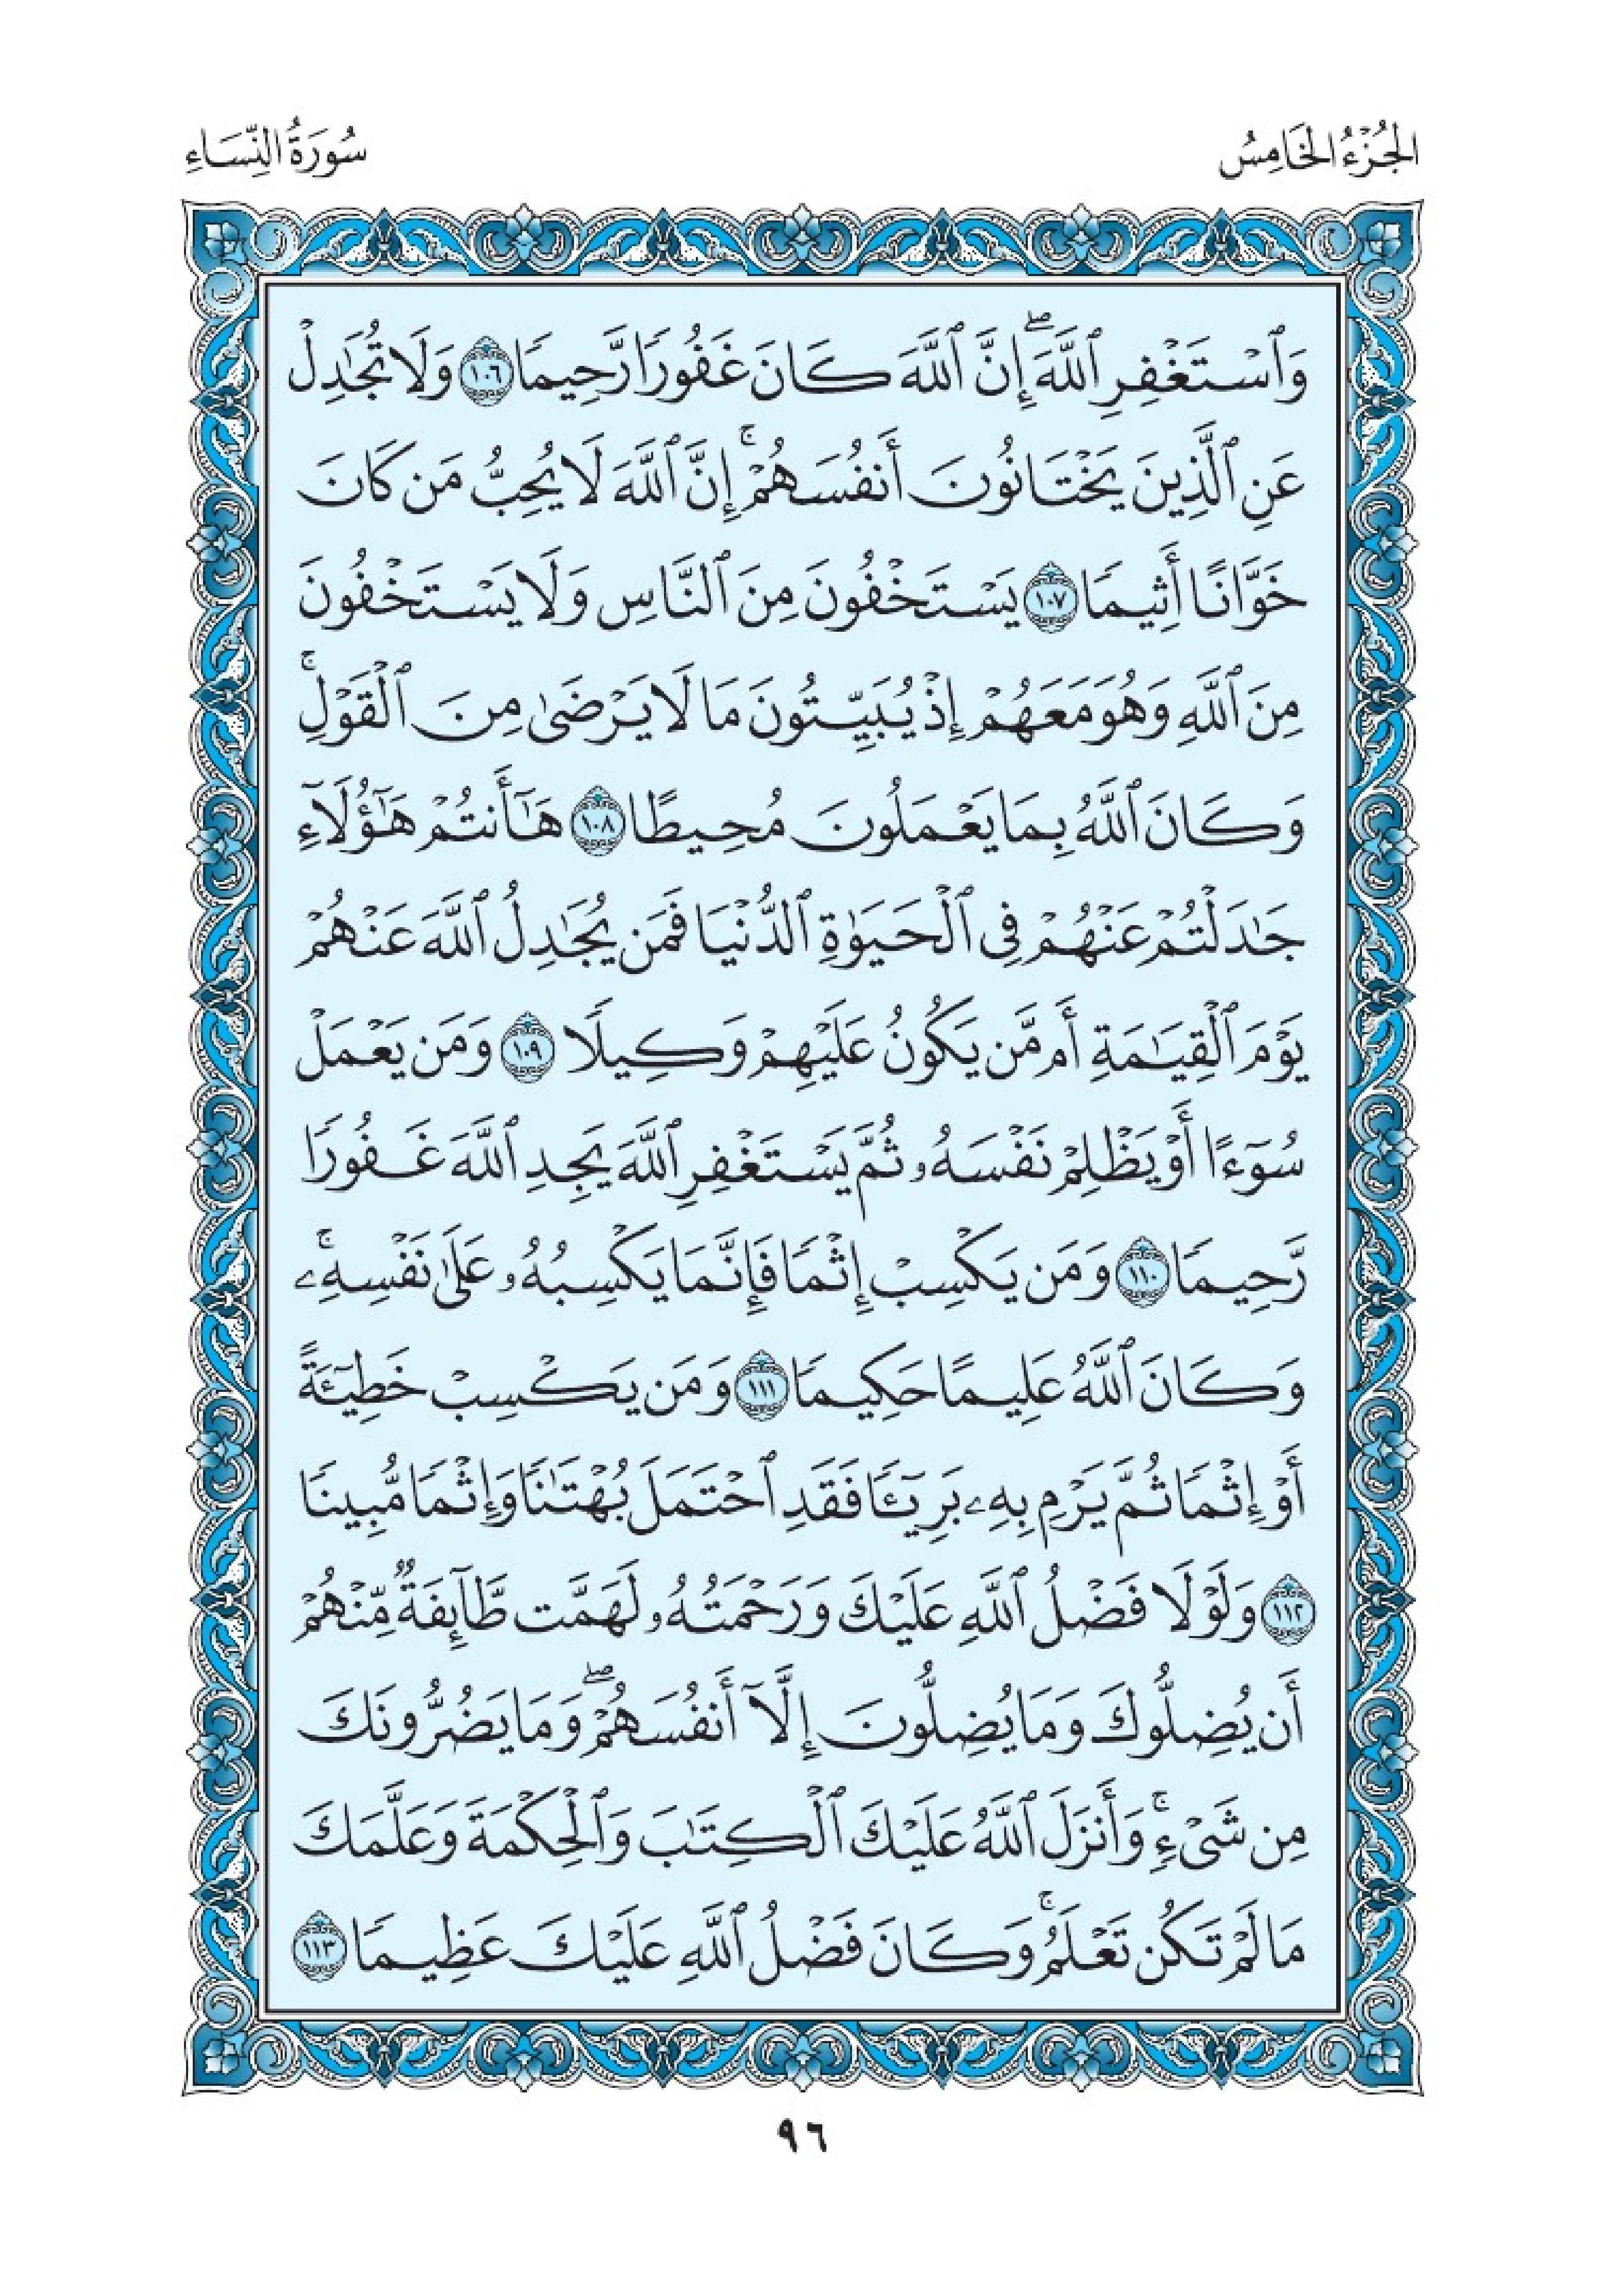 الجُزْءُ الخَامِسُ
سُورَةُ النِّسَاءِ
وَٱسْتَغْفِرِ ٱللَّهَۖ إِنَّ ٱللَّهَ كَانَ غَفُورًا رَّحِيمًا ۝١٠٦ وَلَا تُجَٰدِلْ
عَنِ ٱلَّذِينَ يَخْتَانُونَ أَنفُسَهُمْۚ إِنَّ ٱللَّهَ لَا يُحِبُّ مَن كَانَ
خَوَّانًا أَثِيمًا ۝١٠٧ يَسْتَخْفُونَ مِنَ ٱلنَّاسِ وَلَا يَسْتَخْفُونَ
مِنَ ٱللَّهِ وَهُوَ مَعَهُمْ إِذْ يُبَيِّتُونَ مَا لَا يَرْضَىٰ مِنَ ٱلْقَوْلِۚ
وَكَانَ ٱللَّهُ بِمَا يَعْمَلُونَ مُحِيطًا ۝١٠٨ هَٰٓأَنتُمْ هَٰٓؤُلَآءِ
جَٰدَلْتُمْ عَنْهُمْ فِى ٱلْحَيَوٰةِ ٱلدُّنْيَا فَمَن يُجَٰدِلُ ٱللَّهَ عَنْهُمْ
يَوْمَ ٱلْقِيَٰمَةِ أَم مَّن يَكُونُ عَلَيْهِمْ وَكِيلًا ۝١٠٩ وَمَن يَعْمَلْ
سُوٓءًا أَوْ يَظْلِمْ نَفْسَهُۥ ثُمَّ يَسْتَغْفِرِ ٱللَّهَ يَجِدِ ٱللَّهَ غَفُورًا
رَّحِيمًا ۝١١٠ وَمَن يَكْسِبْ إِثْمًا فَإِنَّمَا يَكْسِبُهُۥ عَلَىٰ نَفْسِهِۦۚ
وَكَانَ ٱللَّهُ عَلِيمًا حَكِيمًا ۝١١١ وَمَن يَكْسِبْ خَطِيٓـَٔةً
أَوْ إِثْمًا ثُمَّ يَرْمِ بِهِۦ بَرِيٓـًٔا فَقَدِ ٱحْتَمَلَ بُهْتَٰنًا وَإِثْمًا مُّبِينًا
۝١١٢ وَلَوْلَا فَضْلُ ٱللَّهِ عَلَيْكَ وَرَحْمَتُهُۥ لَهَمَّت طَّآئِفَةٌ مِّنْهُمْ
أَن يُضِلُّوكَ وَمَا يُضِلُّونَ إِلَّآ أَنفُسَهُمْۖ وَمَا يَضُرُّونَكَ
مِن شَىْءٍۚ وَأَنزَلَ ٱللَّهُ عَلَيْكَ ٱلْكِتَٰبَ وَٱلْحِكْمَةَ وَعَلَّمَكَ
مَا لَمْ تَكُن تَعْلَمُۚ وَكَانَ فَضْلُ ٱللَّهِ عَلَيْكَ عَظِيمًا ۝١١٣
٩٦